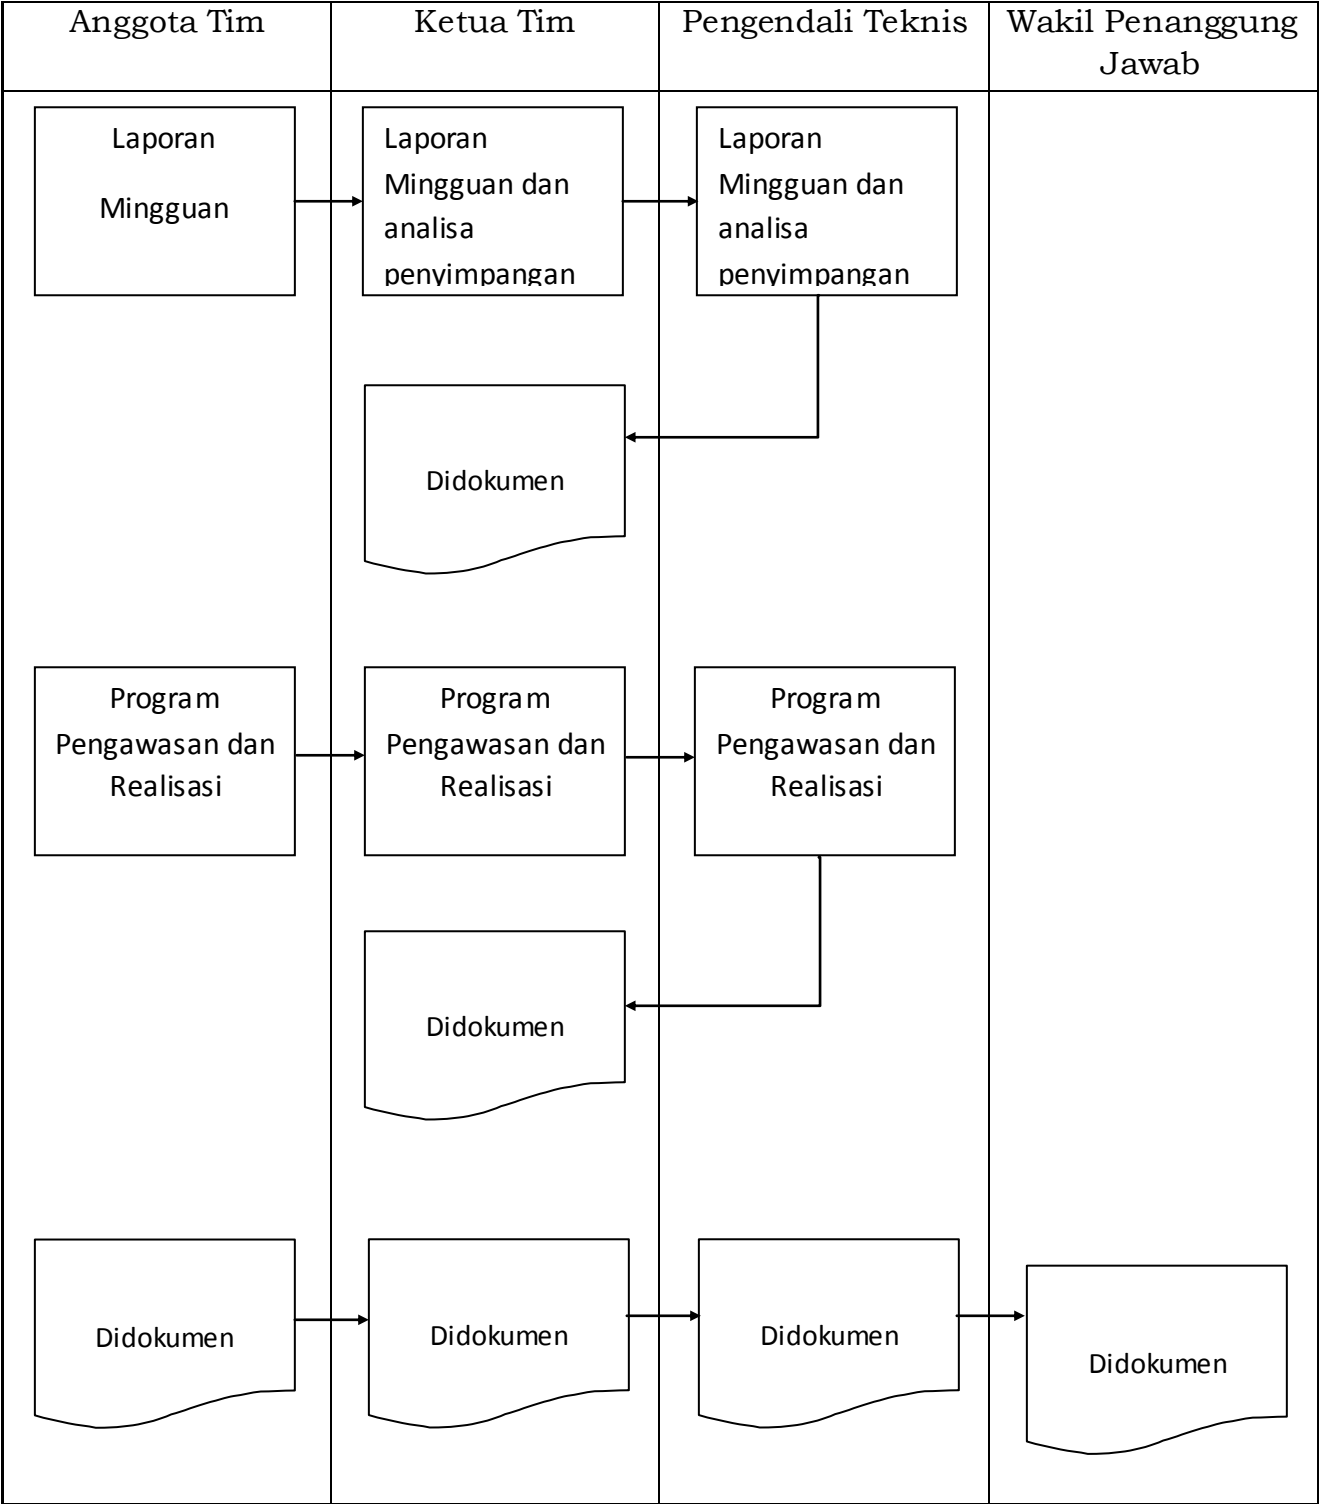 Anggota Tim
Ketua Tim
Pengendali Teknis
Wakil Penanggung
Jawab
Laporan
Mingguan
Laporan
Mingguan dan
analisa
penyimpangan
Laporan
Mingguan dan
analisa
penyimpangan
Didokumen
Program
Pengawasan dan
Realisasi
Program
Pengawasan dan
Realisasi
Program
Pengawasan dan
Realisasi
Didokumen
Didokumen
Didokumen
Didokumen
Didokumen